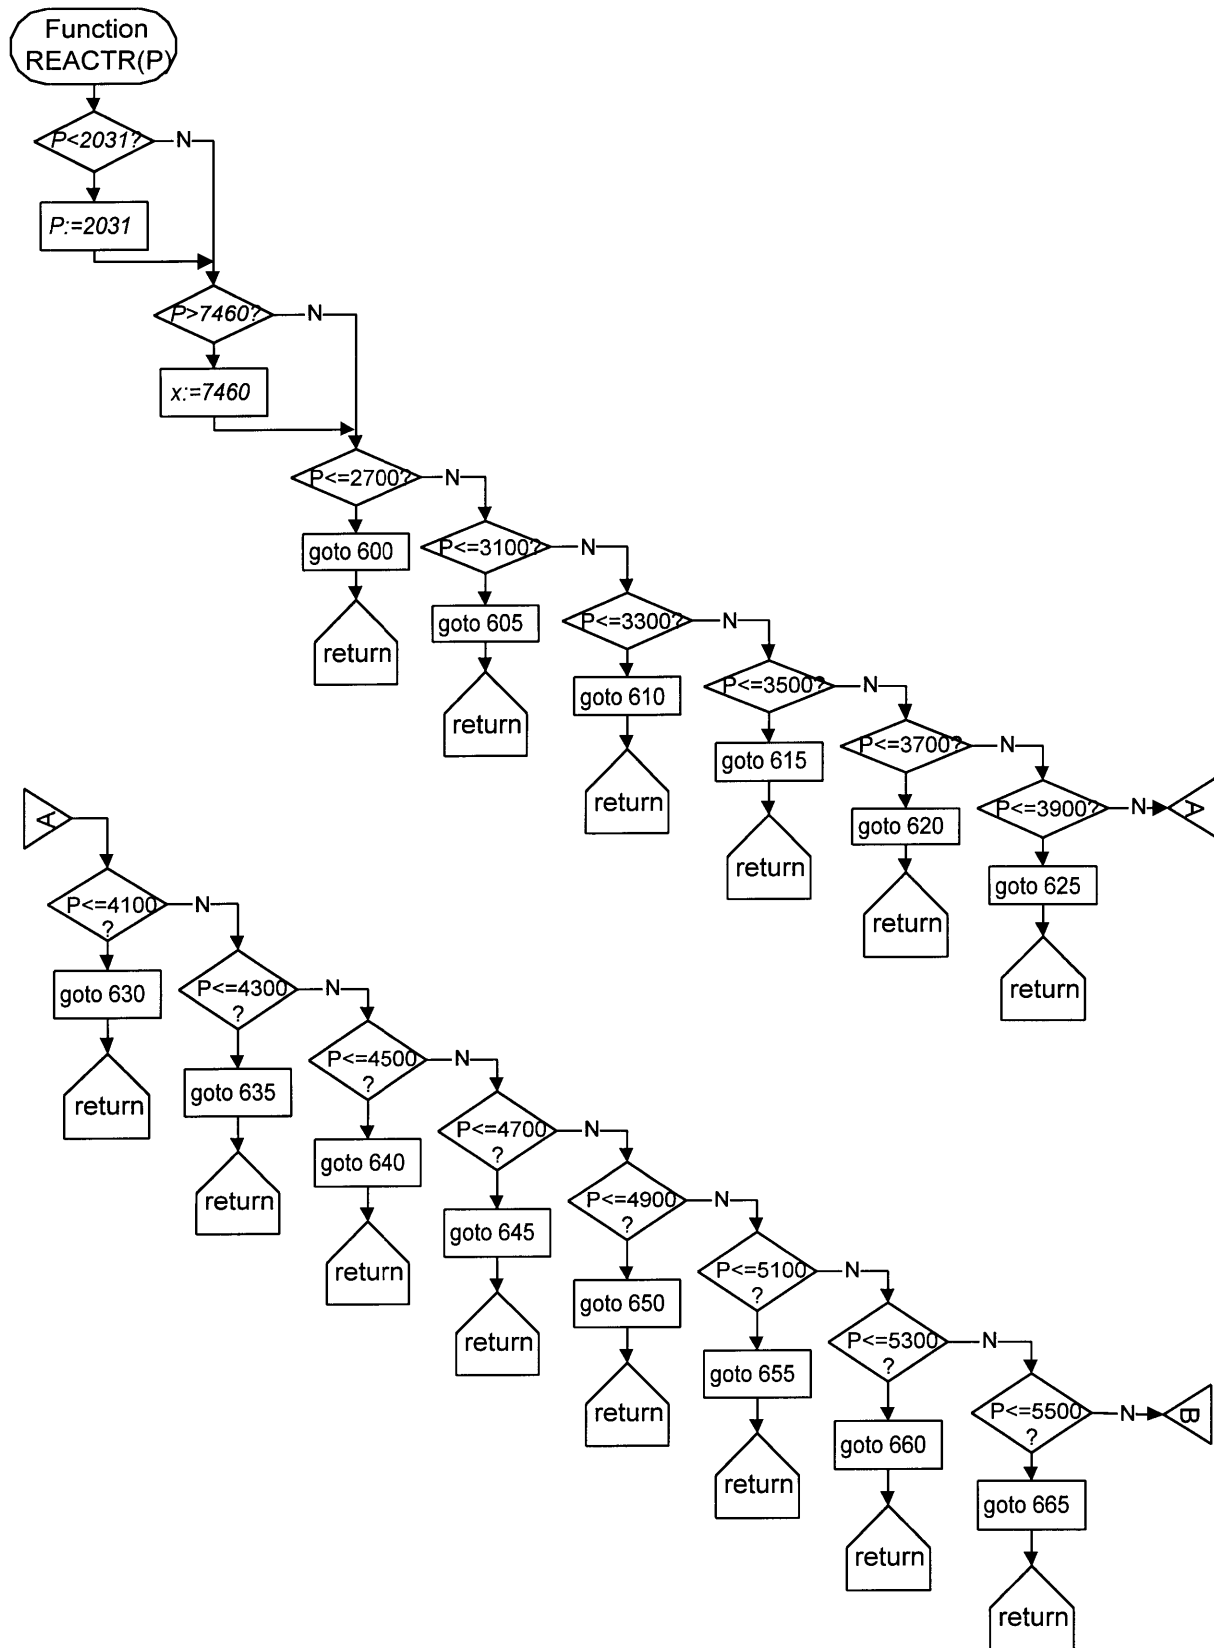 Function
REACTR(P)
P<2031?
N
P:=2031
P>7460?
N
x:=7460
P<=2700?
N
goto 600
return
P<=3100?
N
goto 605
return
P<=3300?
N
goto 610
return
P<=3500?
N
goto 615
return
P<=3700?
N
goto 620
return
P<=3900?
N
A
goto 625
return
A
P<=4100
?
N
goto 630
return
P<=4300
?
N
goto 635
return
P<=4500
?
N
goto 640
return
P<=4700
?
N
goto 645
return
P<=4900
?
N
goto 650
return
P<=5100
?
N
goto 655
return
P<=5300
?
N
goto 660
return
P<=5500
?
N
B
goto 665
return